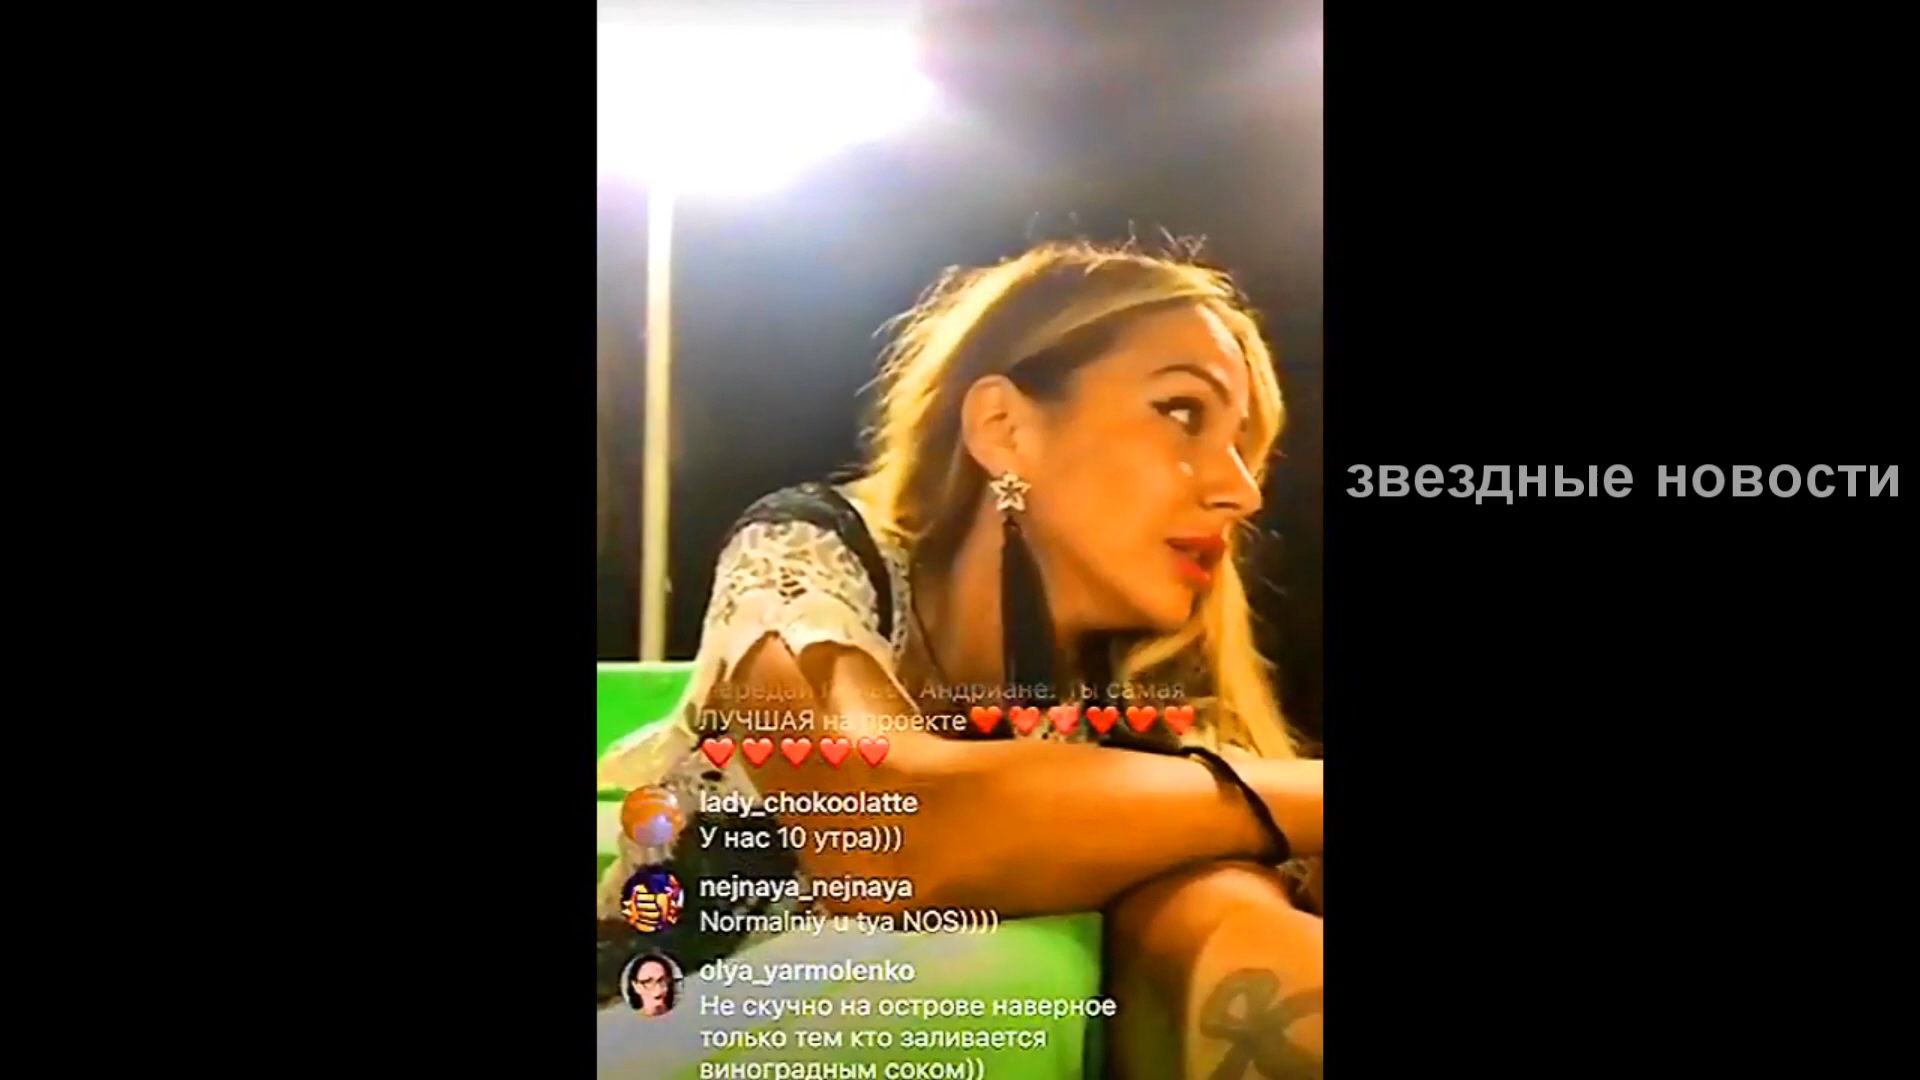 Андриане: Ты самая
ЛУЧШАЯ на проекте❤️❤️❤️❤️❤️❤️
❤️❤️❤️❤️❤️
lady_chokoolatte
У нас 10 утра)))
nejnaya_nejnaya
Normalniy u tya NOS))))
olya_yarmolenko
Не скучно на острове наверное
только тем кто заливается
виноградным соком))
звездные новости